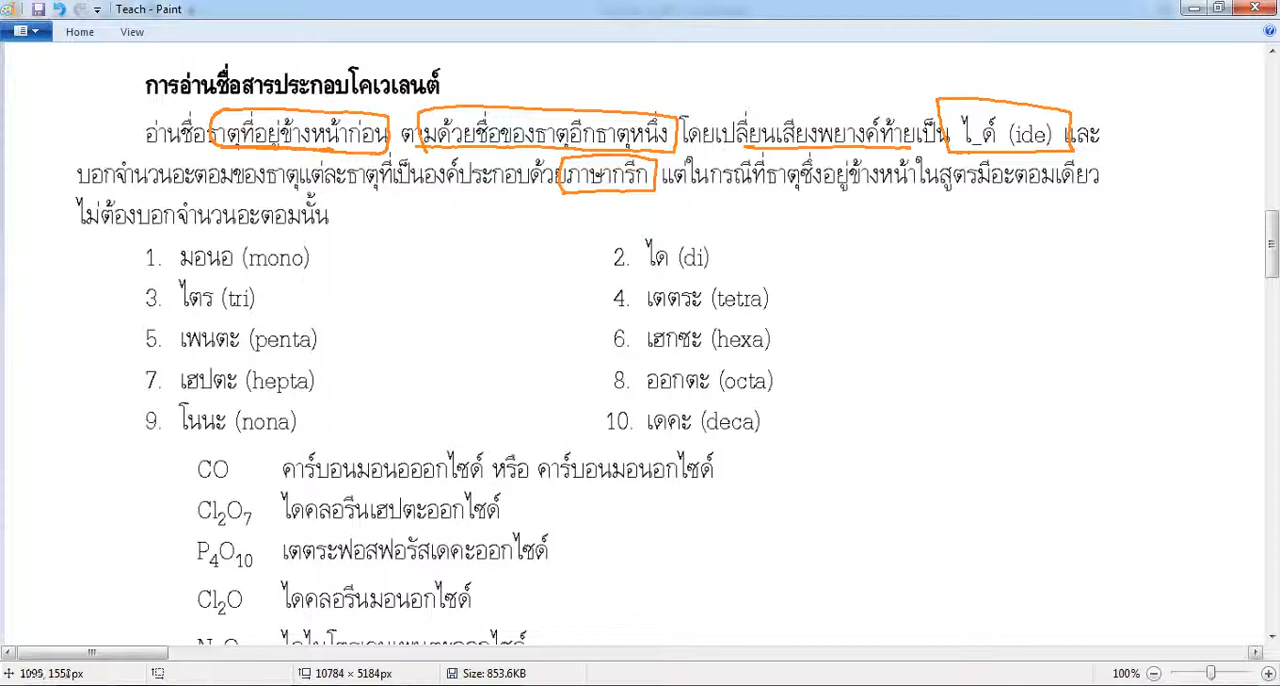 Teach - Paint
Home View
การอ่านชื่อสารประกอบโคเวเลนต์
อ่านชื่อธาตุที่อยู่ข้างหน้าก่อน ตามด้วยชื่อของธาตุอีกธาตุหนึ่ง โดยเปลี่ยนเสียงพยางค์ท้ายเป็น ไ_ด์ (ide) และ
บอกจำนวนอะตอมของธาตุแต่ละธาตุที่เป็นองค์ประกอบด้วยภาษากรีก แต่ในกรณีที่ธาตุซึ่งอยู่ข้างหน้าในสูตรมีอะตอมเดียว
ไม่ต้องบอกจำนวนอะตอมนั้น
1. มอนอ (mono) 2. ได (di)
3. ไตร (tri) 4. เตตระ (tetra)
5. เพนตะ (penta) 6. เฮกซะ (hexa)
7. เฮปตะ (hepta) 8. ออกตะ (octa)
9. โนนะ (nona) 10. เดคะ (deca)
CO คาร์บอนมอนอออกไซด์ หรือ คาร์บอนมอนอกไซด์
Cl₂O₇ ไดคลอรีนเฮปตะออกไซด์
P₄O₁₀ เตตระฟอสฟอรัสเดคะออกไซด์
Cl₂O ไดคลอรีนมอนอกไซด์
1095, 1551px 10784 × 5184px Size: 853.6KB 100%